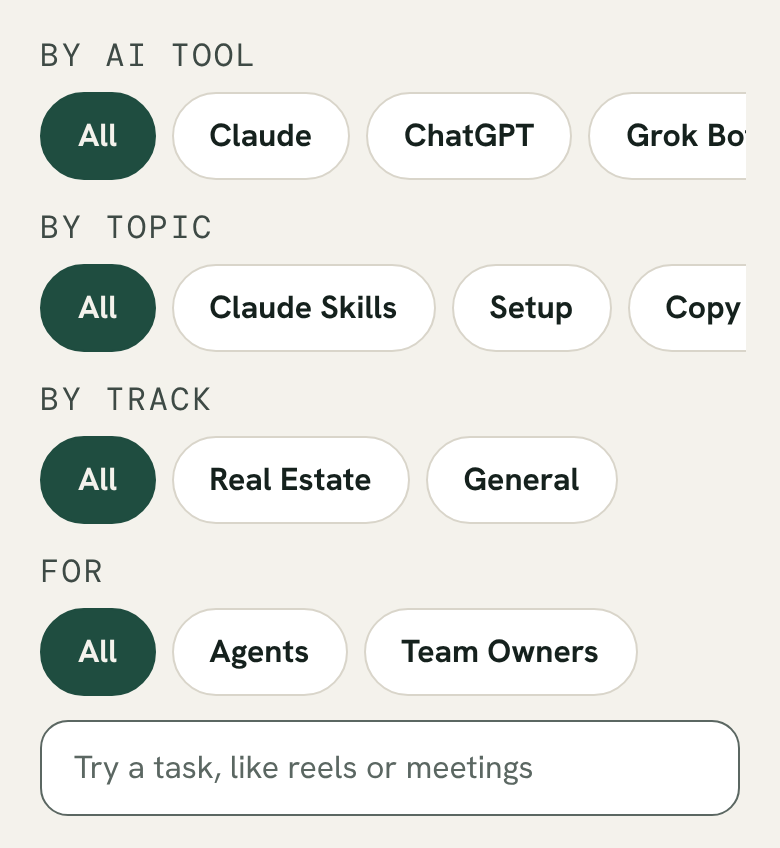 BY AI TOOL
All Claude ChatGPT Grok
BY TOPIC
All Claude Skills Setup Copy
BY TRACK
All Real Estate General
FOR
All Agents Team Owners
Try a task, like reels or meetings